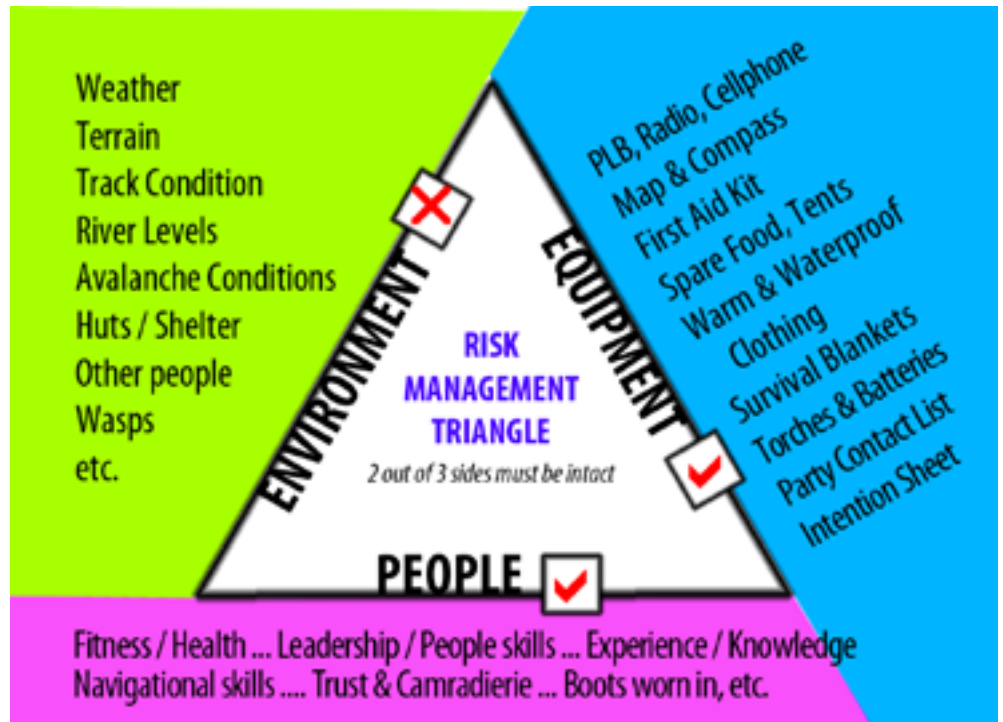 Weather
Terrain
Track Condition
River Levels
Avalanche Conditions
Huts / Shelter
Other people
Wasps
etc.
ENVIRONMENT
RISK
MANAGEMENT
TRIANGLE
2 out of 3 sides must be intact
EQUIPMENT
PLB, Radio, Cellphone
Map & Compass
First Aid Kit
Spare Food, Tents
Warm & Waterproof
Clothing
Survival Blankets
Torches & Batteries
Party Contact List
Intention Sheet
PEOPLE
Fitness / Health ... Leadership / People skills ... Experience / Knowledge
Navigational skills .... Trust & Camradierie ... Boots worn in, etc.